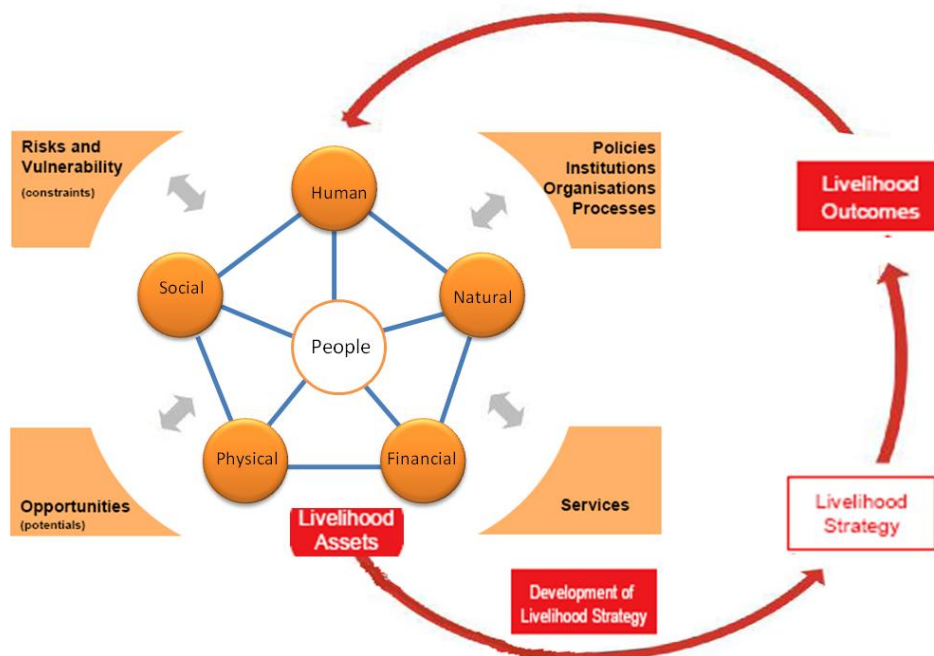 Risks and
Vulnerability
(constraints)
Policies
Institutions
Organisations
Processes
Human
Livelihood
Outcomes
Social
Natural
People
Physical
Financial
Opportunities
(potentials)
Services
Livelihood
Assets
Livelihood
Strategy
Development of
Livelihood Strategy